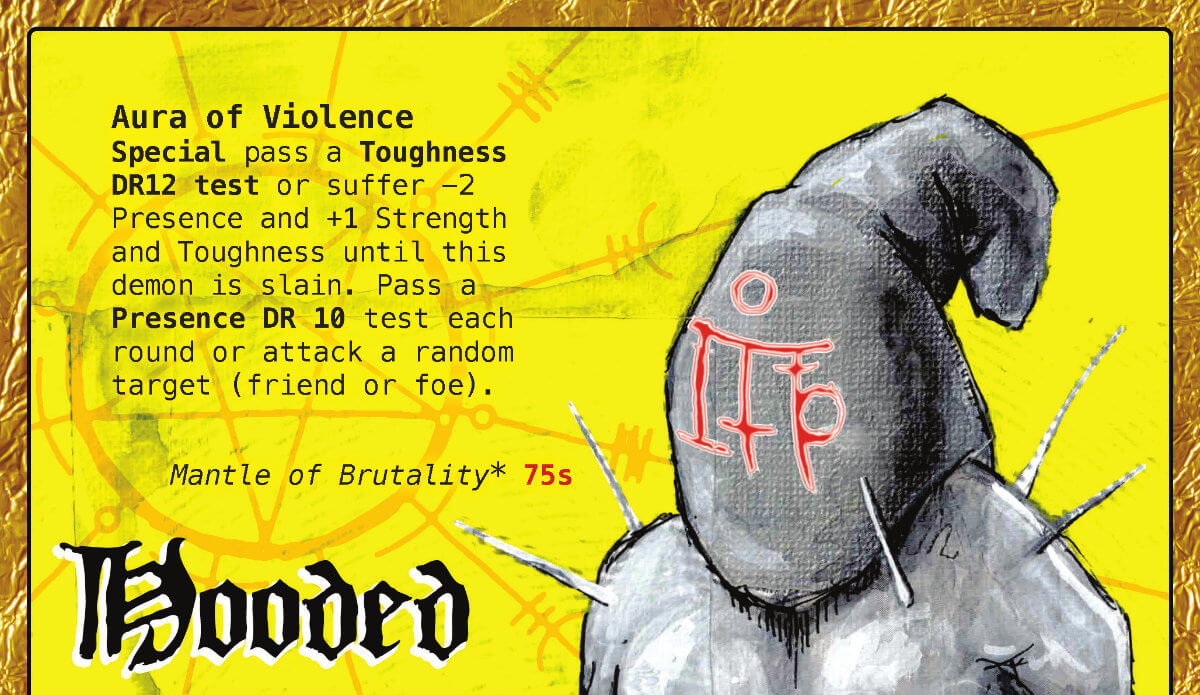 Aura of Violence
Special pass a Toughness
DR12 test or suffer −2
Presence and +1 Strength
and Toughness until this
demon is slain. Pass a
Presence DR 10 test each
round or attack a random
target (friend or foe).
Mantle of Brutality* 75s
Hooded